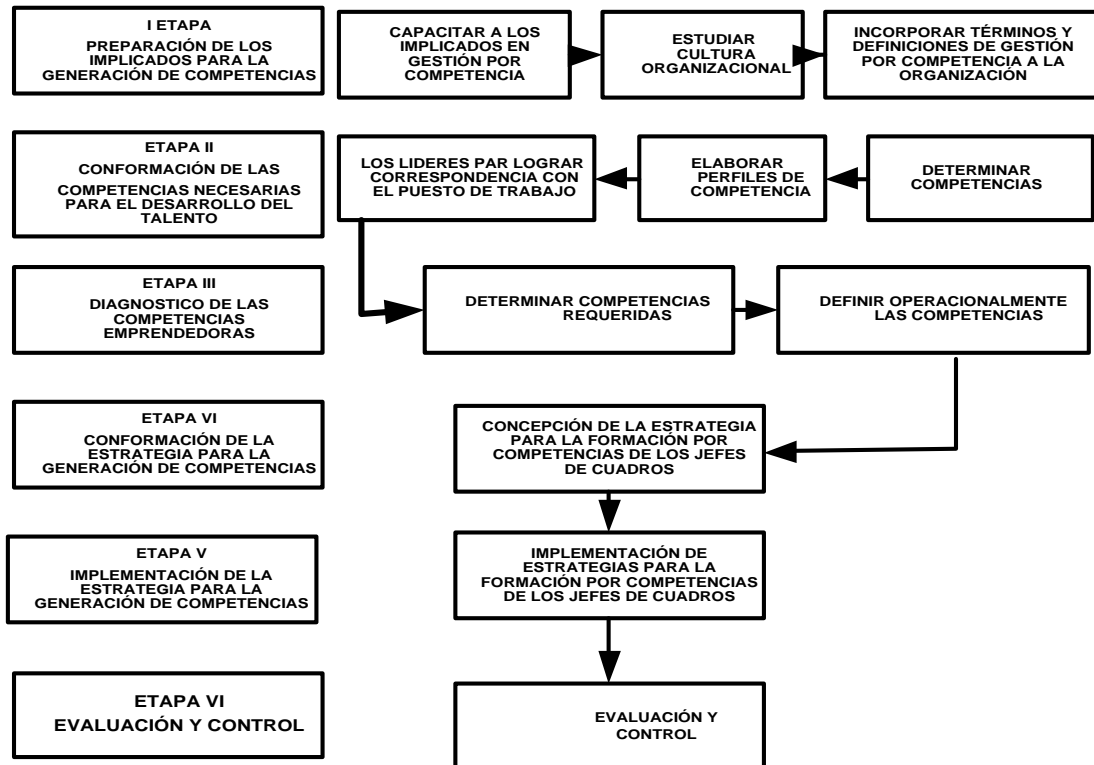 I ETAPA
PREPARACIÓN DE LOS
IMPLICADOS PARA LA
GENERACIÓN DE COMPETENCIAS
CAPACITAR A LOS
IMPLICADOS EN
GESTIÓN POR
COMPETENCIA
ESTUDIAR
CULTURA
ORGANIZACIONAL
INCORPORAR TÉRMINOS Y
DEFINICIONES DE GESTIÓN
POR COMPETENCIA A LA
ORGANIZACIÓN
ETAPA II
CONFORMACIÓN DE LAS
COMPETENCIAS NECESARIAS
PARA EL DESARROLLO DEL
TALENTO
LOS LIDERES PAR LOGRAR
CORRESPONDENCIA CON
EL PUESTO DE TRABAJO
ELABORAR
PERFILES DE
COMPETENCIA
DETERMINAR
COMPETENCIAS
ETAPA III
DIAGNOSTICO DE LAS
COMPETENCIAS
EMPRENDEDORAS
DETERMINAR COMPETENCIAS
REQUERIDAS
DEFINIR OPERACIONALMENTE
LAS COMPETENCIAS
ETAPA VI
CONFORMACIÓN DE LA
ESTRATEGIA PARA LA
GENERACIÓN DE COMPETENCIAS
CONCEPCIÓN DE LA ESTRATEGIA
PARA LA FORMACIÓN POR
COMPETENCIAS DE LOS JEFES
DE CUADROS
ETAPA V
IMPLEMENTACIÓN DE LA
ESTRATEGIA PARA LA
GENERACIÓN DE COMPETENCIAS
IMPLEMENTACIÓN DE
ESTRATEGIAS PARA LA
FORMACIÓN POR COMPETENCIAS
DE LOS JEFES DE CUADROS
ETAPA VI
EVALUACIÓN Y CONTROL
EVALUACIÓN Y
CONTROL